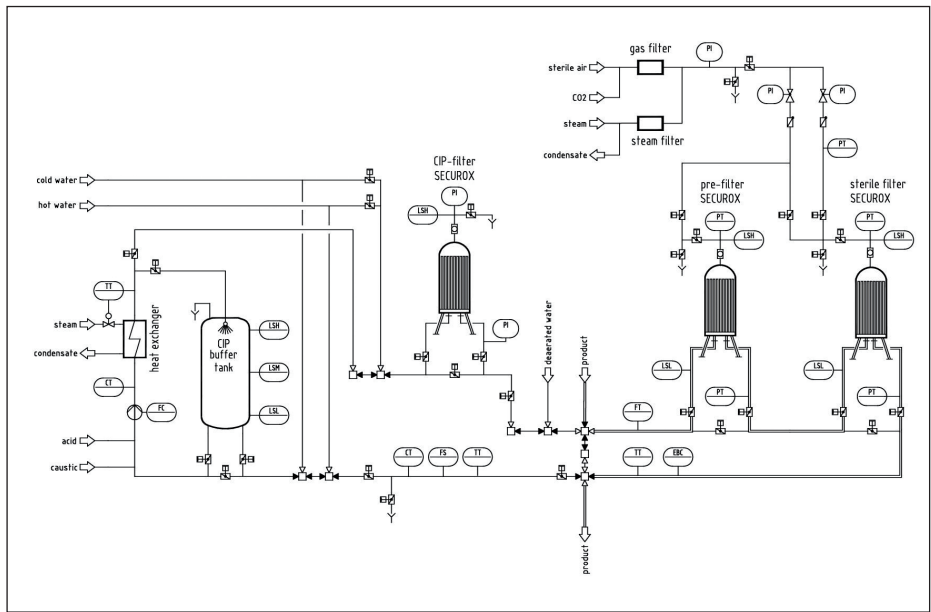 gas filter
PI
sterile air
CO2
PI
PI
steam
steam filter
condensate
PT
CIP-filter
SECUROX
PI
LSH
cold water
hot water
pre-filter
SECUROX
sterile filter
SECUROX
PT
LSH
PT
LSH
TT
steam
condensate
heat exchanger
CIP
buffer
tank
LSH
LSM
LSL
PI
CT
FC
acid
caustic
deaerated water
product
LSL
PT
LSL
PT
FT
CT
FS
TT
TT
EBC
product